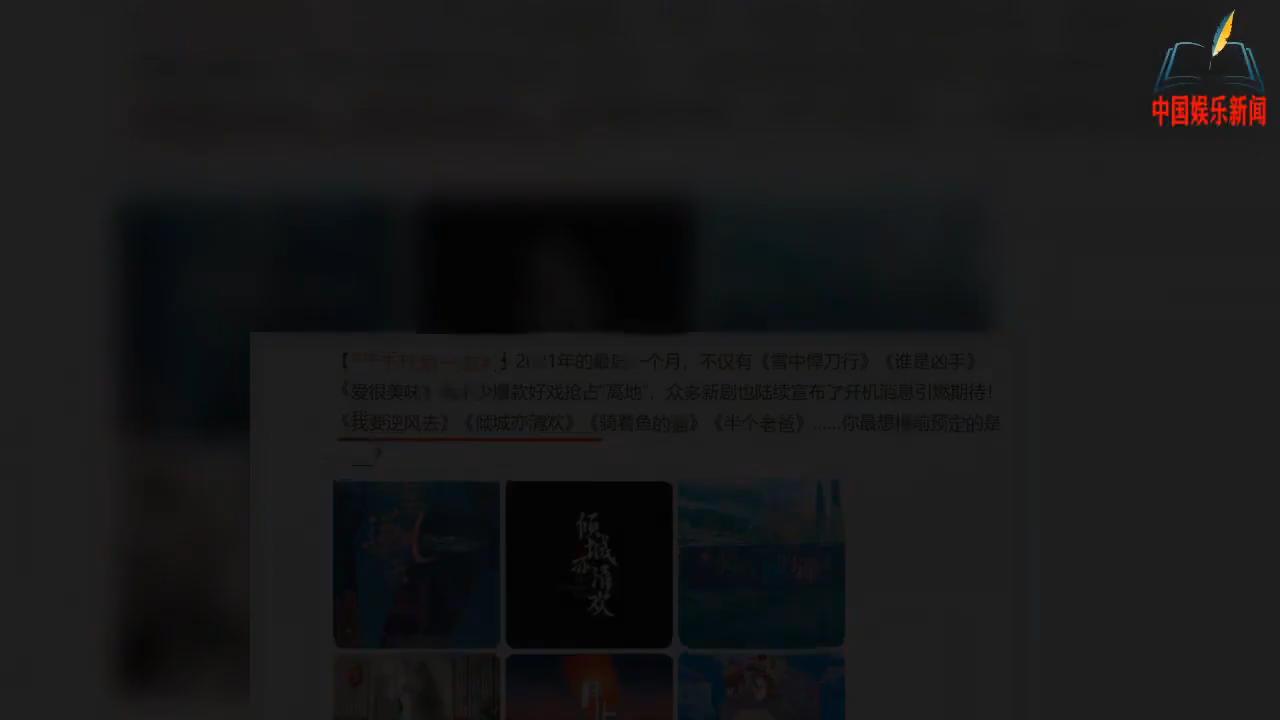 中国娱乐新闻
1年的最后一个月，不仅有《雪中悍刀行》《谁是凶手》
《爱很美味 爆款好戏抢占“高地”，众多新剧也陆续宣布了开机消息引燃期待！
《我要逆风去》《倾城亦清欢》《骑着鱼的猫》《半个老爸》......你最想提前预定的是
__?
倾城亦清欢